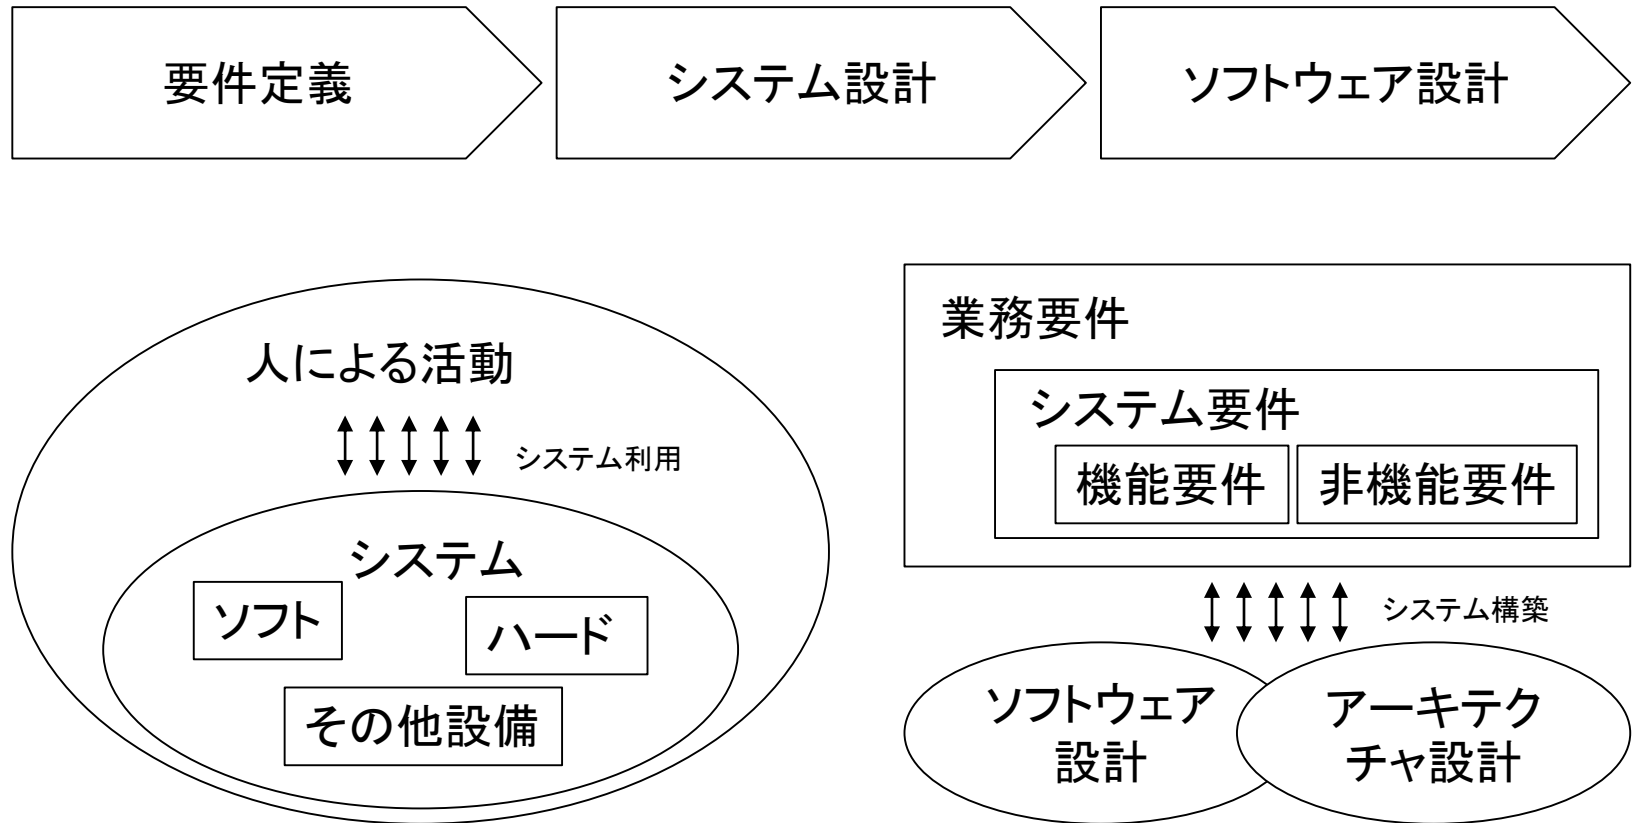 要件定義
システム設計
ソフトウェア設計
人による活動
システム利用
システム
ソフト
ハード
その他設備
業務要件
システム要件
機能要件
非機能要件
システム構築
ソフトウェア
設計
アーキテク
チャ設計